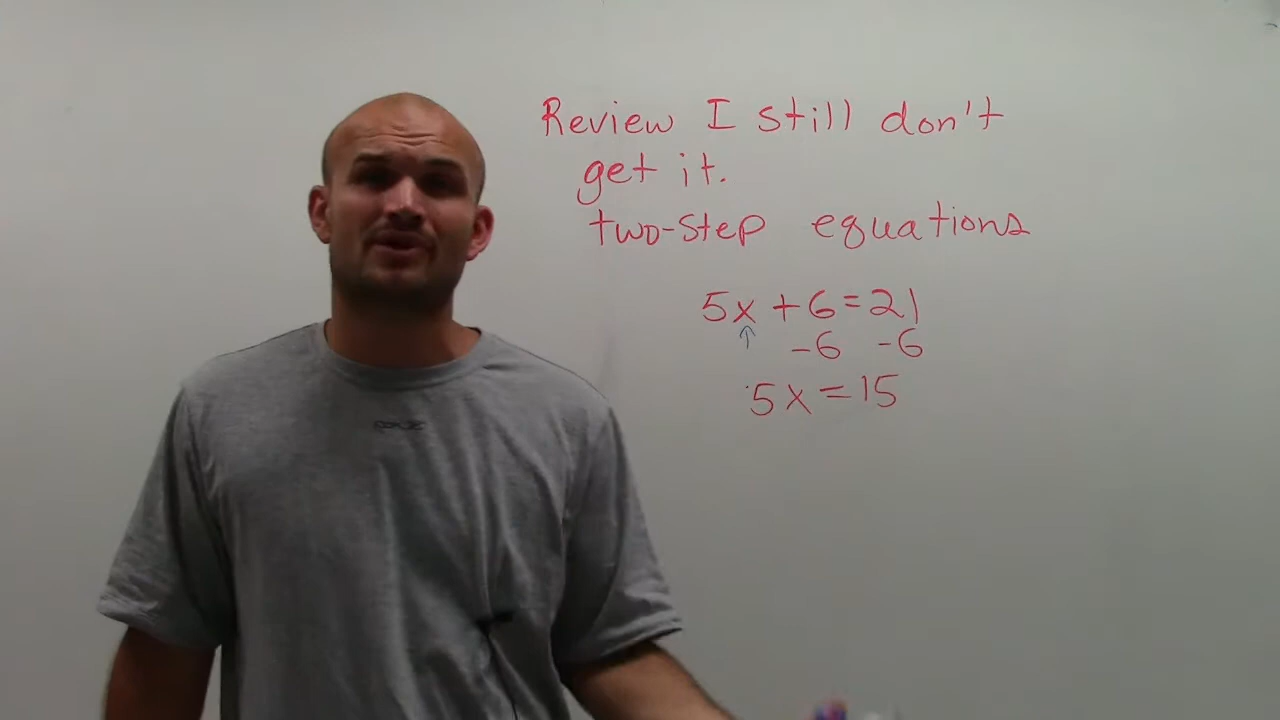 Review I still don't
get it.
two-step equations
5x + 6 = 21
-6 -6
5x = 15